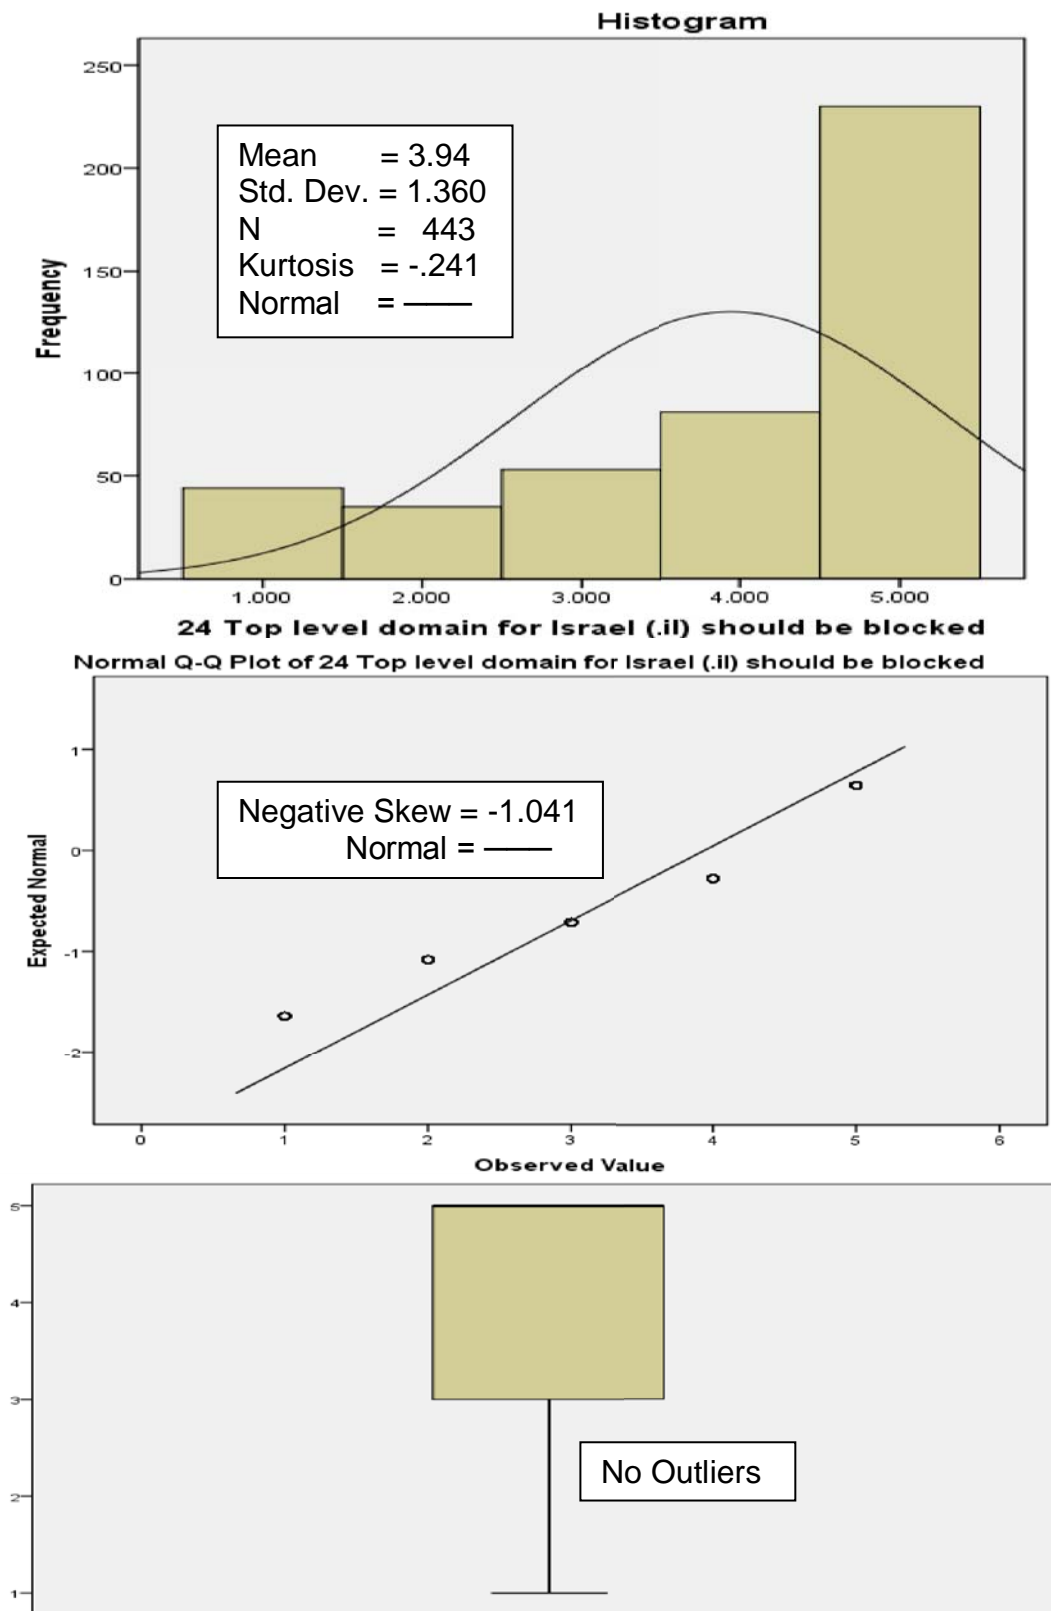 Histogram
250
200
150
100
50
0
Frequency
Mean = 3.94
Std. Dev. = 1.360
N = 443
Kurtosis = -.241
Normal = ——
1.000 2.000 3.000 4.000 5.000
24 Top level domain for Israel (.il) should be blocked
Normal Q-Q Plot of 24 Top level domain for Israel (.il) should be blocked
1
0
-1
-2
Expected Normal
Negative Skew = -1.041
Normal = ——
0 1 2 3 4 5 6
Observed Value
5
4
3
2
1
No Outliers